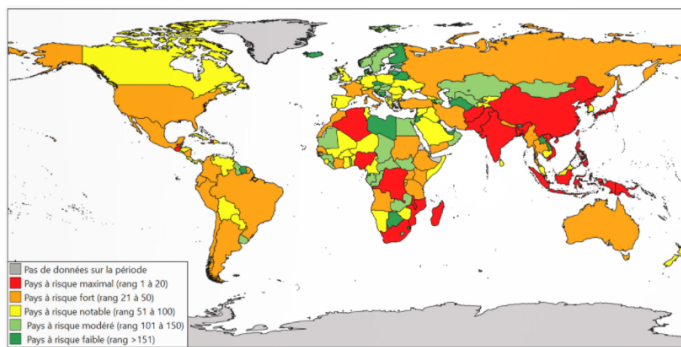 Pas de données sur la période
Pays à risque maximal (rang 1 à 20)
Pays à risque fort (rang 21 à 50)
Pays à risque notable (rang 51 à 100)
Pays à risque modéré (rang 101 à 150)
Pays à risque faible (rang >151)